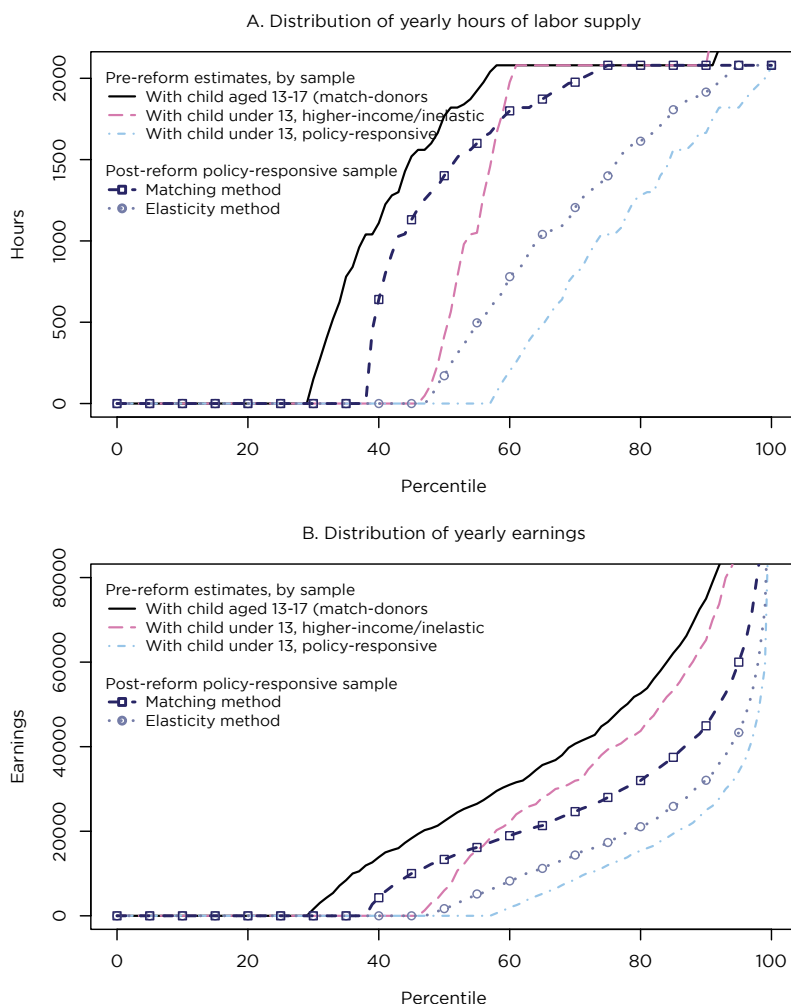 A. Distribution of yearly hours of labor supply
Pre-reform estimates, by sample
With child aged 13-17 (match-donors
With child under 13, higher-income/inelastic
With child under 13, policy-responsive
Post-reform policy-responsive sample
Matching method
Elasticity method
Hours
2000
1500
1000
500
0
0 20 40 60 80 100
Percentile
B. Distribution of yearly earnings
Pre-reform estimates, by sample
With child aged 13-17 (match-donors
With child under 13, higher-income/inelastic
With child under 13, policy-responsive
Post-reform policy-responsive sample
Matching method
Elasticity method
Earnings
80000
60000
40000
20000
0
0 20 40 60 80 100
Percentile